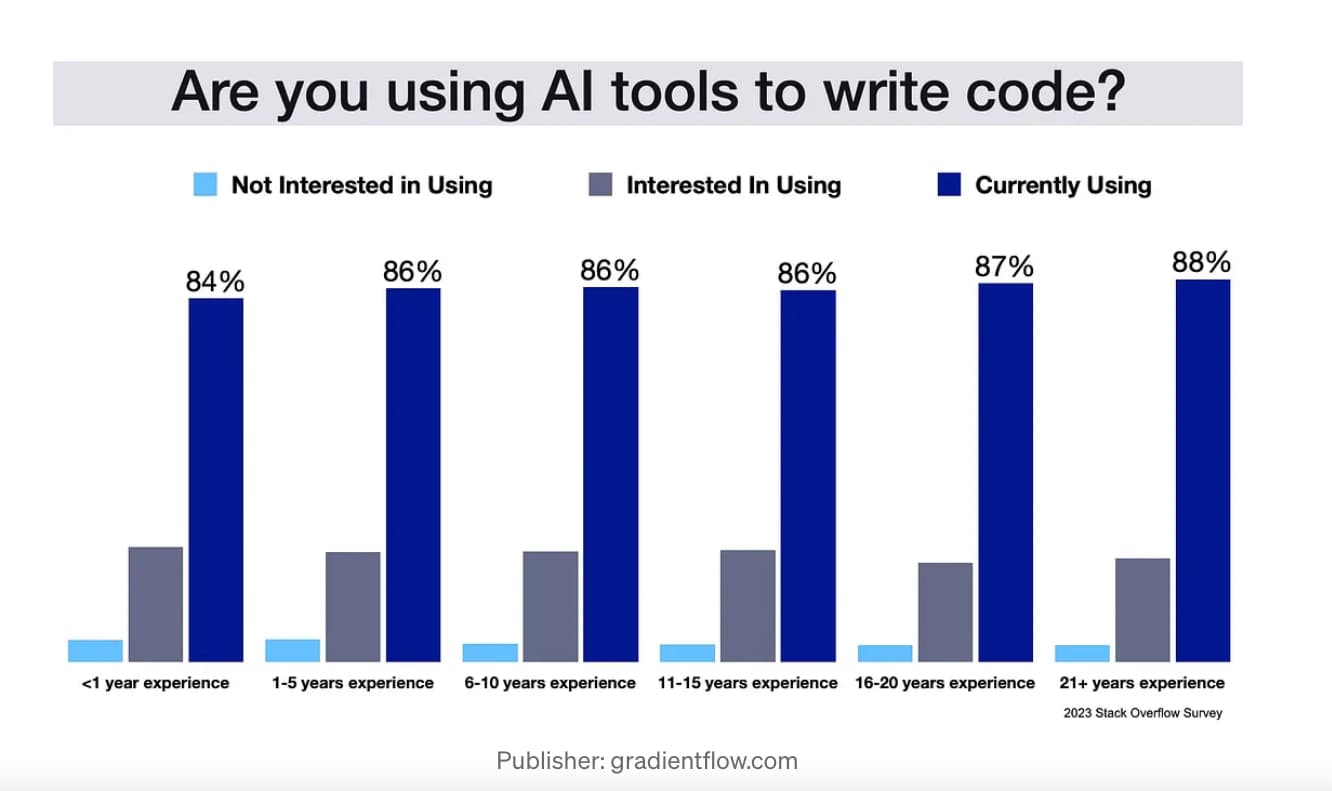 Are you using AI tools to write code?
Not Interested in Using
Interested In Using
Currently Using
84%
86%
86%
86%
87%
88%
<1 year experience
1-5 years experience
6-10 years experience
11-15 years experience
16-20 years experience
21+ years experience
2023 Stack Overflow Survey
Publisher: gradientflow.com